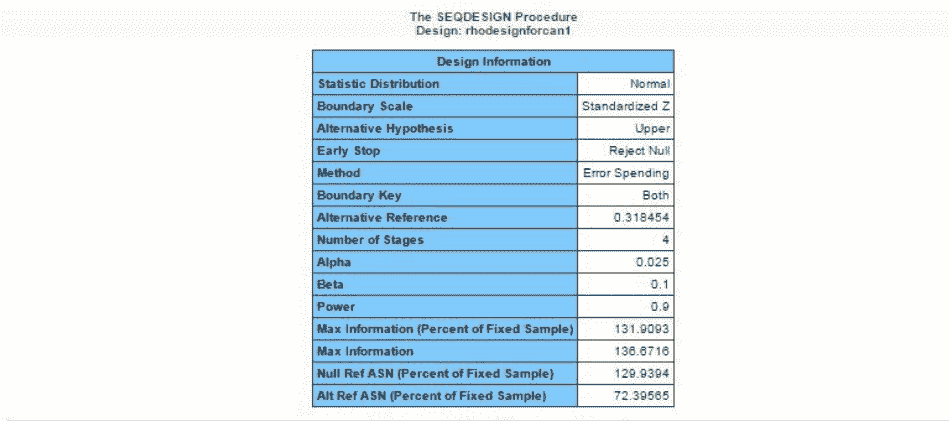 The SEQDESIGN Procedure
Design: rhodesignforcan1
Design Information
Statistic Distribution Normal
Boundary Scale Standardized Z
Alternative Hypothesis Upper
Early Stop Reject Null
Method Error Spending
Boundary Key Both
Alternative Reference 0.318454
Number of Stages 4
Alpha 0.025
Beta 0.1
Power 0.9
Max Information (Percent of Fixed Sample) 131.9093
Max Information 136.6716
Null Ref ASN (Percent of Fixed Sample) 129.9394
Alt Ref ASN (Percent of Fixed Sample) 72.39565